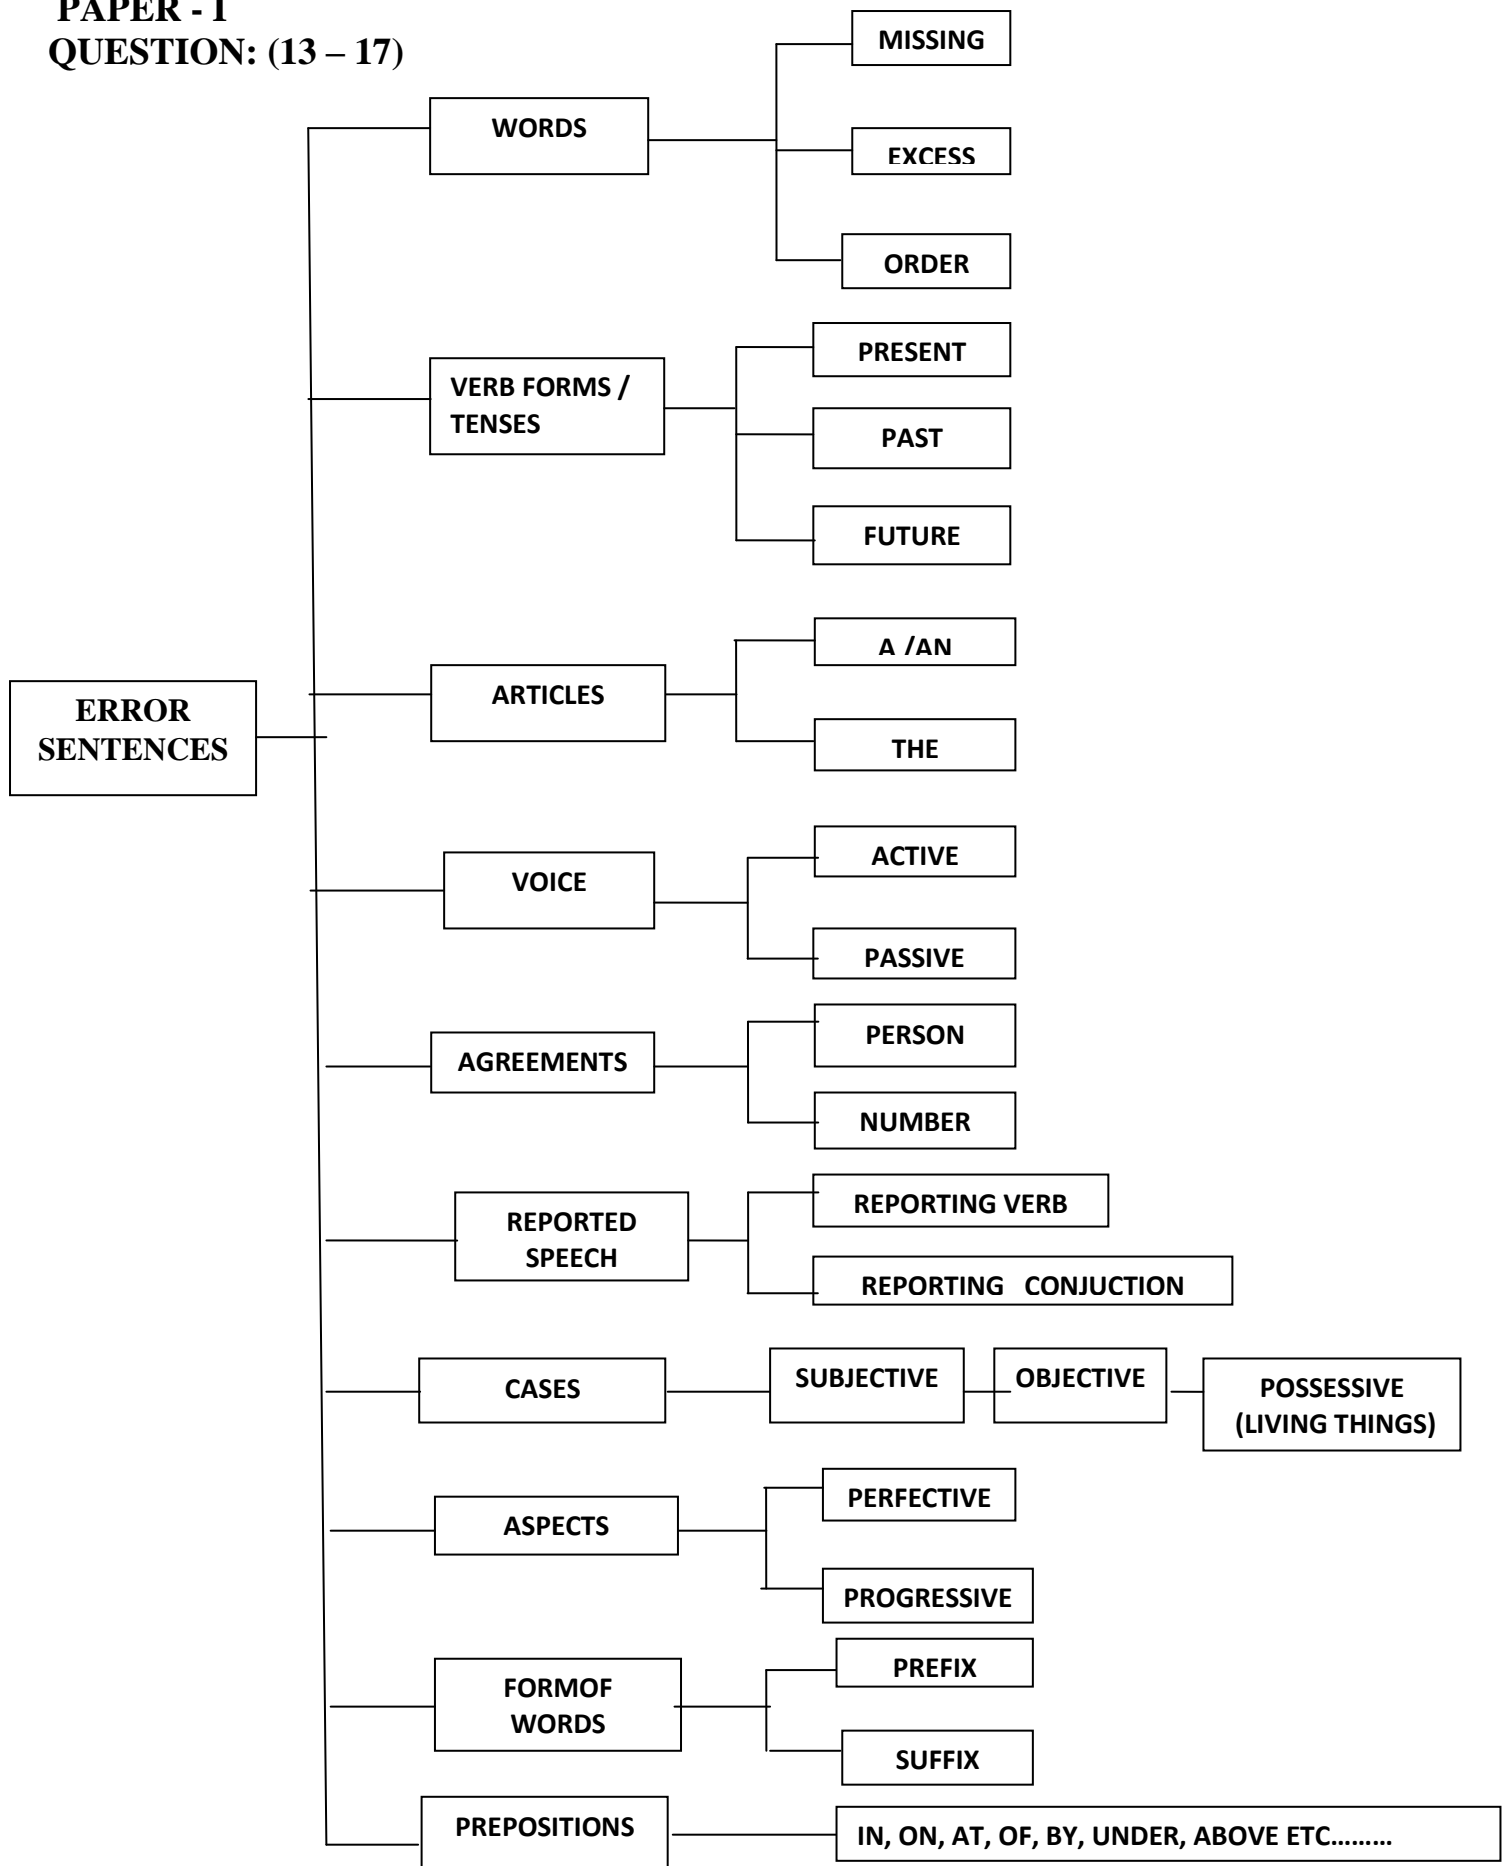 PAPER - I
QUESTION: (13 – 17)
MISSING
WORDS
EXCESS
ORDER
PRESENT
VERB FORMS /
TENSES
PAST
FUTURE
A /AN
ARTICLES
THE
ERROR
SENTENCES
ACTIVE
VOICE
PASSIVE
PERSON
AGREEMENTS
NUMBER
REPORTING VERB
REPORTED
SPEECH
REPORTING CONJUCTION
CASES
SUBJECTIVE
OBJECTIVE
POSSESSIVE
(LIVING THINGS)
PERFECTIVE
ASPECTS
PROGRESSIVE
PREFIX
FORMOF
WORDS
SUFFIX
PREPOSITIONS
IN, ON, AT, OF, BY, UNDER, ABOVE ETC.........